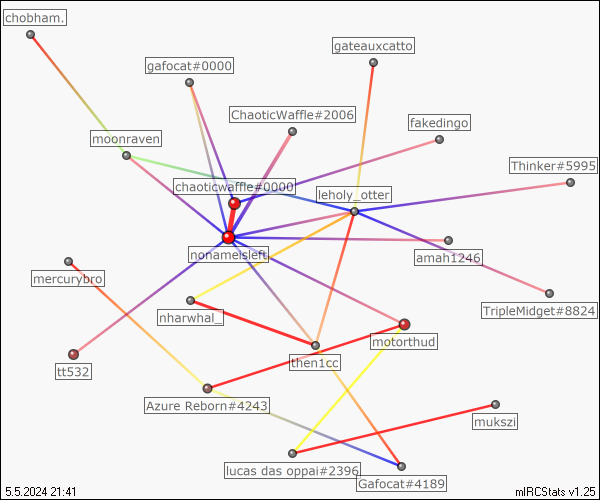 chobham.
gateauxcatto
gafocat#0000
ChaoticWaffle#2006
fakedingo
moonraven
Thinker#5995
chaoticwaffle#0000
leholy_otter
nonameisleft
amah1246
mercurybro
nharwhal_
TripleMidget#8824
motorthud
then1cc
tt532
Azure Reborn#4243
mukszi
lucas das oppai#2396
Gafocat#4189
5.5.2024 21:41
mIRCStats v1.25